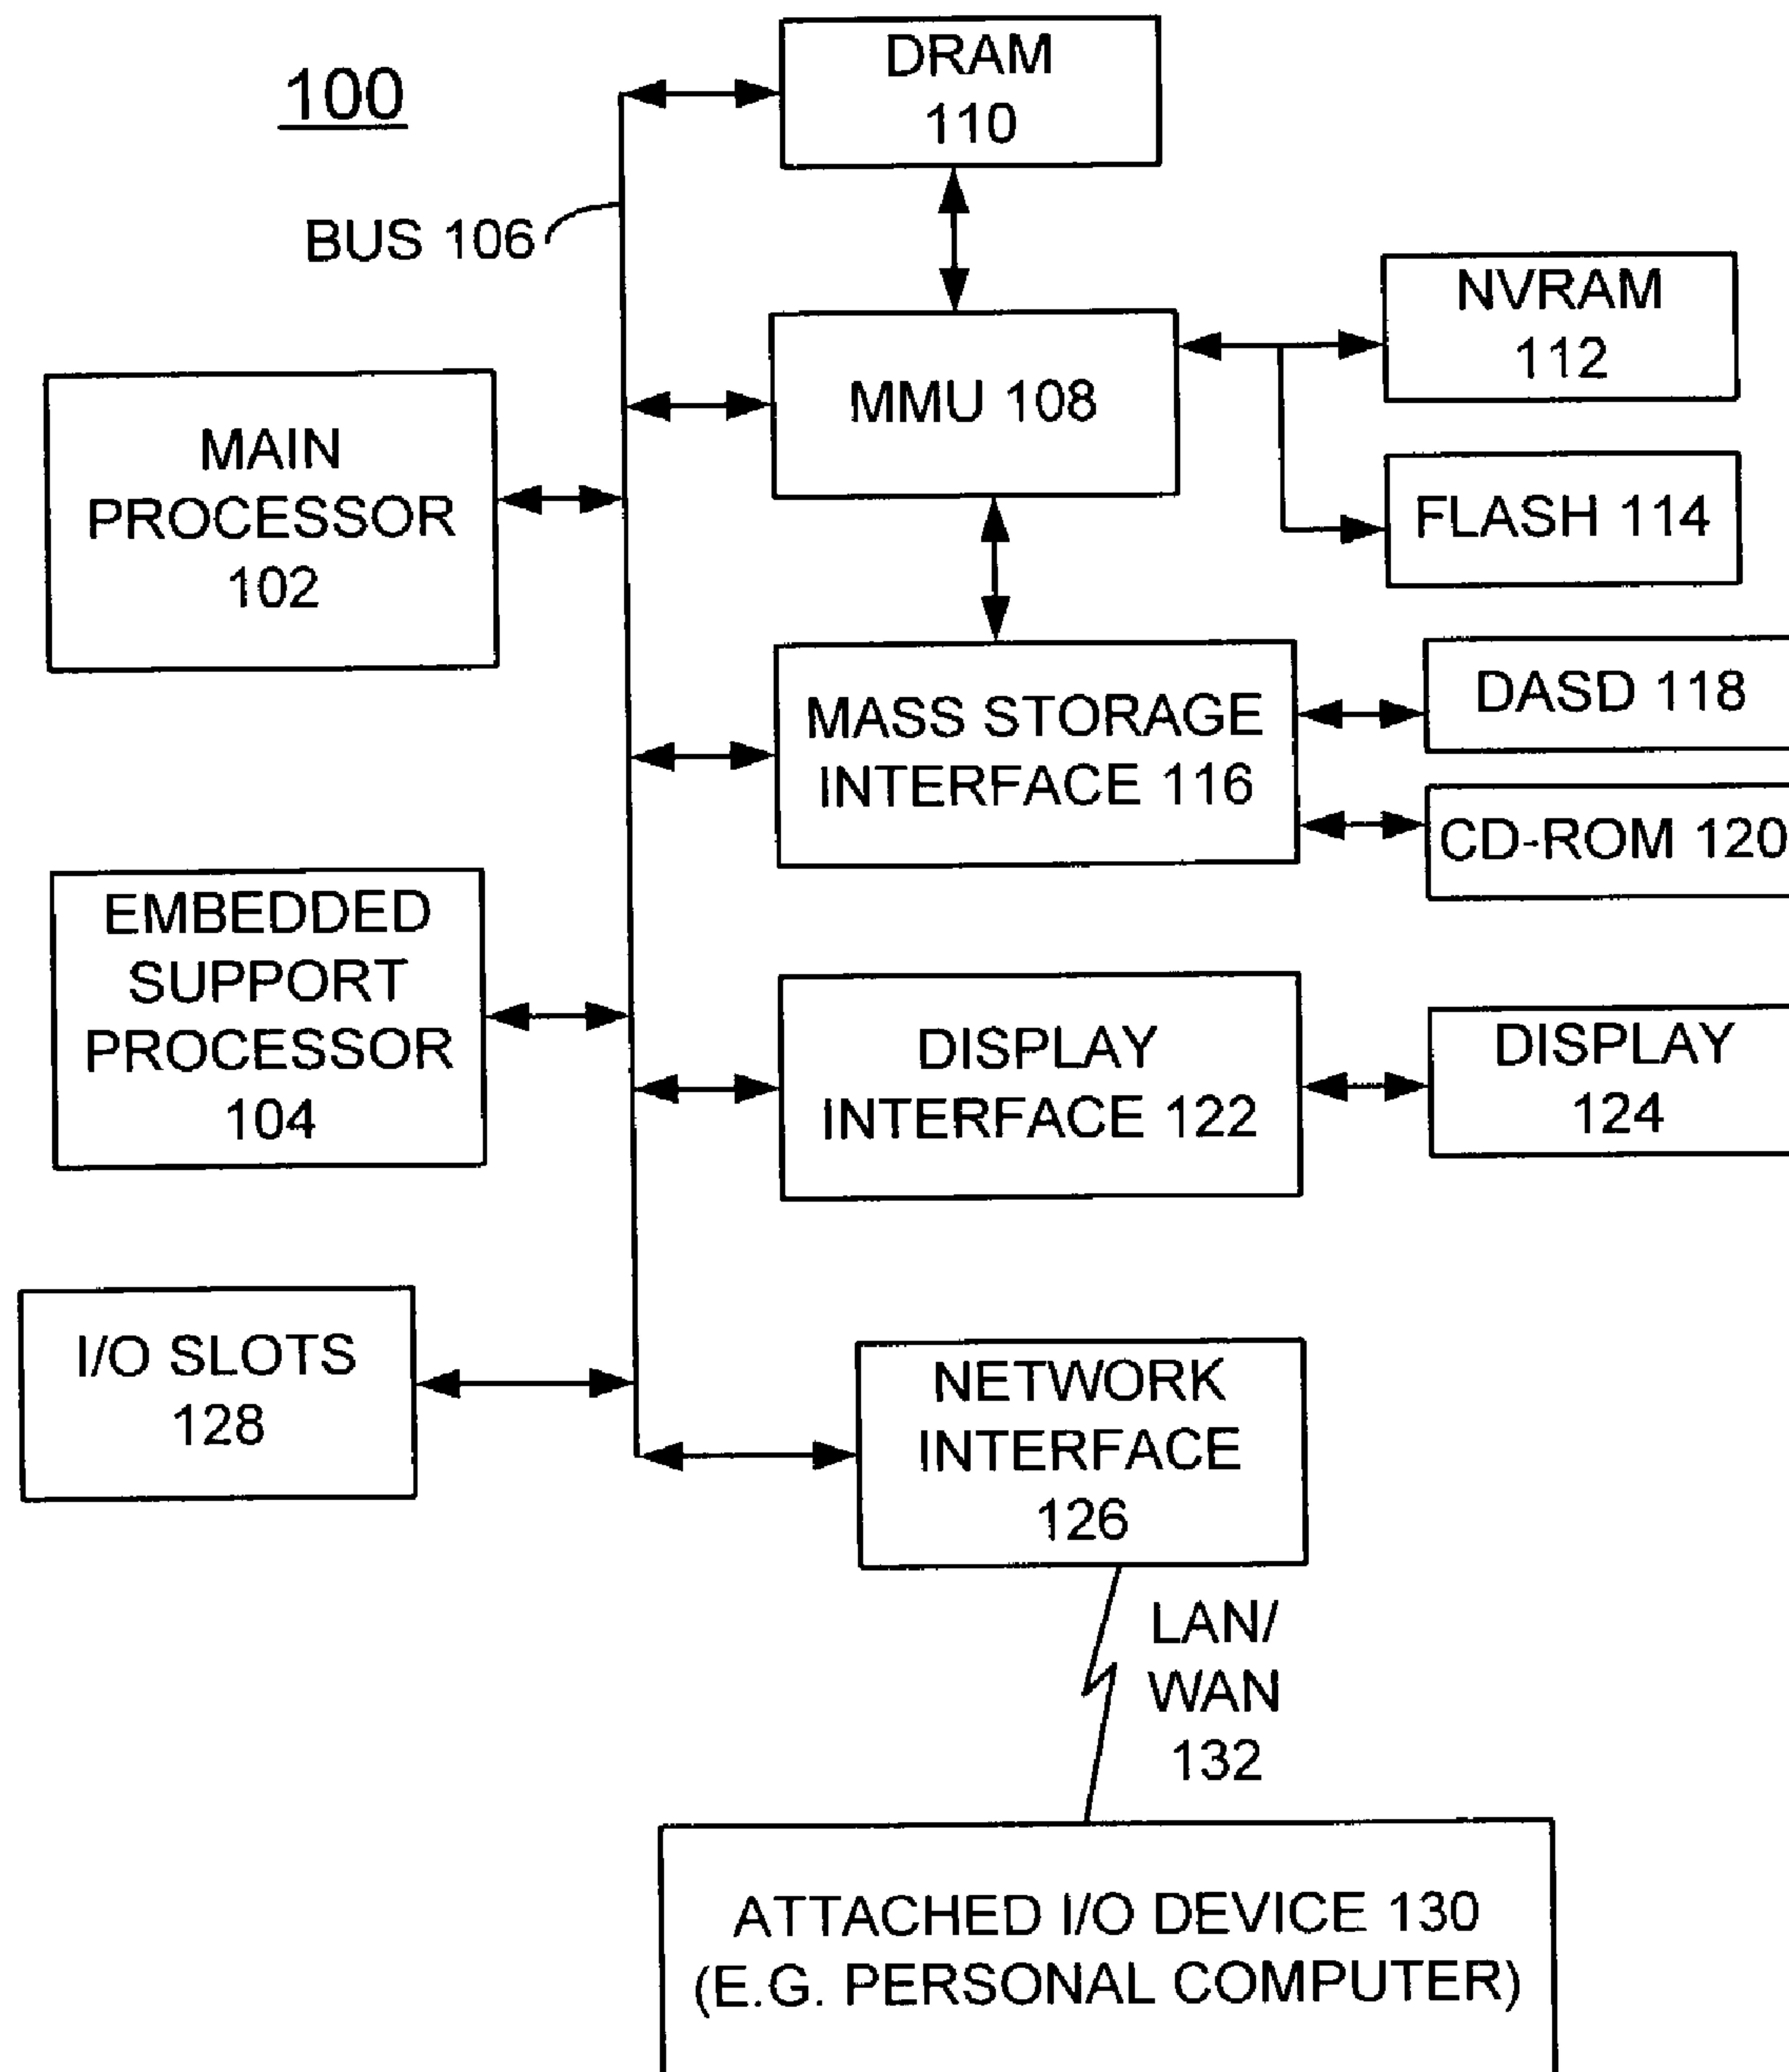 100
DRAM
110
BUS 106
NVRAM
112
MMU 108
MAIN
PROCESSOR
102
FLASH 114
DASD 118
MASS STORAGE
INTERFACE 116
CD-ROM 120
EMBEDDED
SUPPORT
PROCESSOR
104
DISPLAY
INTERFACE 122
DISPLAY
124
I/O SLOTS
128
NETWORK
INTERFACE
126
LAN/
WAN
132
ATTACHED I/O DEVICE 130
(E.G. PERSONAL COMPUTER)